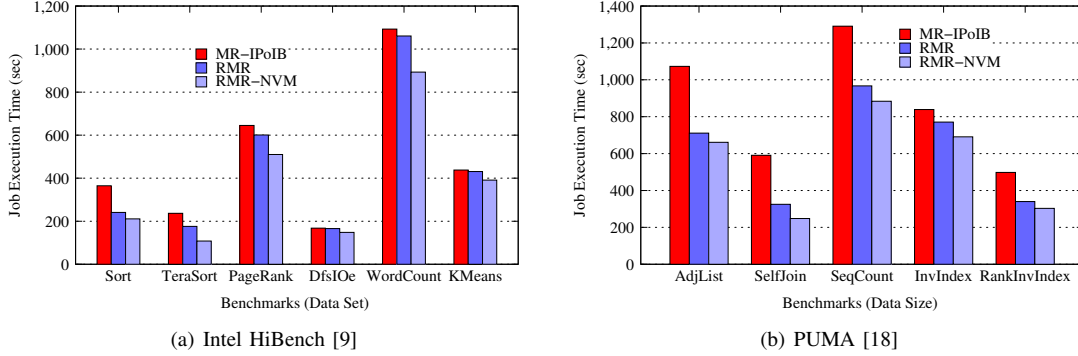 1,200
1,000
800
600
400
200
0
Job Execution Time (sec)
MR-IPoIB
RMR
RMR-NVM
Sort TeraSort PageRank DfsIOe WordCount KMeans
Benchmarks (Data Set)
(a) Intel HiBench [9]
1,400
1,200
1,000
800
600
400
200
0
Job Execution Time (sec)
MR-IPoIB
RMR
RMR-NVM
AdjList SelfJoin SeqCount InvIndex RankInvIndex
Benchmarks (Data Size)
(b) PUMA [18]